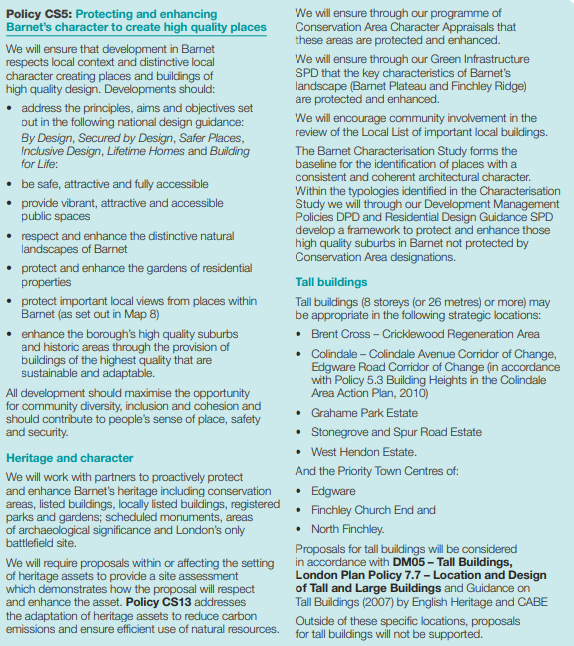 Policy CS5: Protecting and enhancing
Barnet's character to create high quality places
We will ensure that development in Barnet
respects local context and distinctive local
character creating places and buildings of
high quality design. Developments should:
• address the principles, aims and objectives set
out in the following national design guidance:
By Design, Secured by Design, Safer Places,
Inclusive Design, Lifetime Homes and Building
for Life:
• be safe, attractive and fully accessible
• provide vibrant, attractive and accessible
public spaces
• respect and enhance the distinctive natural
landscapes of Barnet
• protect and enhance the gardens of residential
properties
• protect important local views from places within
Barnet (as set out in Map 8)
• enhance the borough's high quality suburbs
and historic areas through the provision of
buildings of the highest quality that are
sustainable and adaptable.
All development should maximise the opportunity
for community diversity, inclusion and cohesion and
should contribute to people's sense of place, safety
and security.
Heritage and character
We will work with partners to proactively protect
and enhance Barnet's heritage including conservation
areas, listed buildings, locally listed buildings, registered
parks and gardens; scheduled monuments, areas
of archaeological significance and London's only
battlefield site.
We will require proposals within or affecting the setting
of heritage assets to provide a site assessment
which demonstrates how the proposal will respect
and enhance the asset. Policy CS13 addresses
the adaptation of heritage assets to reduce carbon
emissions and ensure efficient use of natural resources.
We will ensure through our programme of
Conservation Area Character Appraisals that
these areas are protected and enhanced.
We will ensure through our Green Infrastructure
SPD that the key characteristics of Barnet's
landscape (Barnet Plateau and Finchley Ridge)
are protected and enhanced.
We will encourage community involvement in the
review of the Local List of important local buildings.
The Barnet Characterisation Study forms the
baseline for the identification of places with a
consistent and coherent architectural character.
Within the typologies identified in the Characterisation
Study we will through our Development Management
Policies DPD and Residential Design Guidance SPD
develop a framework to protect and enhance those
high quality suburbs in Barnet not protected by
Conservation Area designations.
Tall buildings
Tall buildings (8 storeys (or 26 metres) or more) may
be appropriate in the following strategic locations:
• Brent Cross – Cricklewood Regeneration Area
• Colindale – Colindale Avenue Corridor of Change,
Edgware Road Corridor of Change (in accordance
with Policy 5.3 Building Heights in the Colindale
Area Action Plan, 2010)
• Grahame Park Estate
• Stonegrove and Spur Road Estate
• West Hendon Estate.
And the Priority Town Centres of:
• Edgware
• Finchley Church End and
• North Finchley.
Proposals for tall buildings will be considered
in accordance with DM05 – Tall Buildings,
London Plan Policy 7.7 – Location and Design
of Tall and Large Buildings and Guidance on
Tall Buildings (2007) by English Heritage and CABE
Outside of these specific locations, proposals
for tall buildings will not be supported.